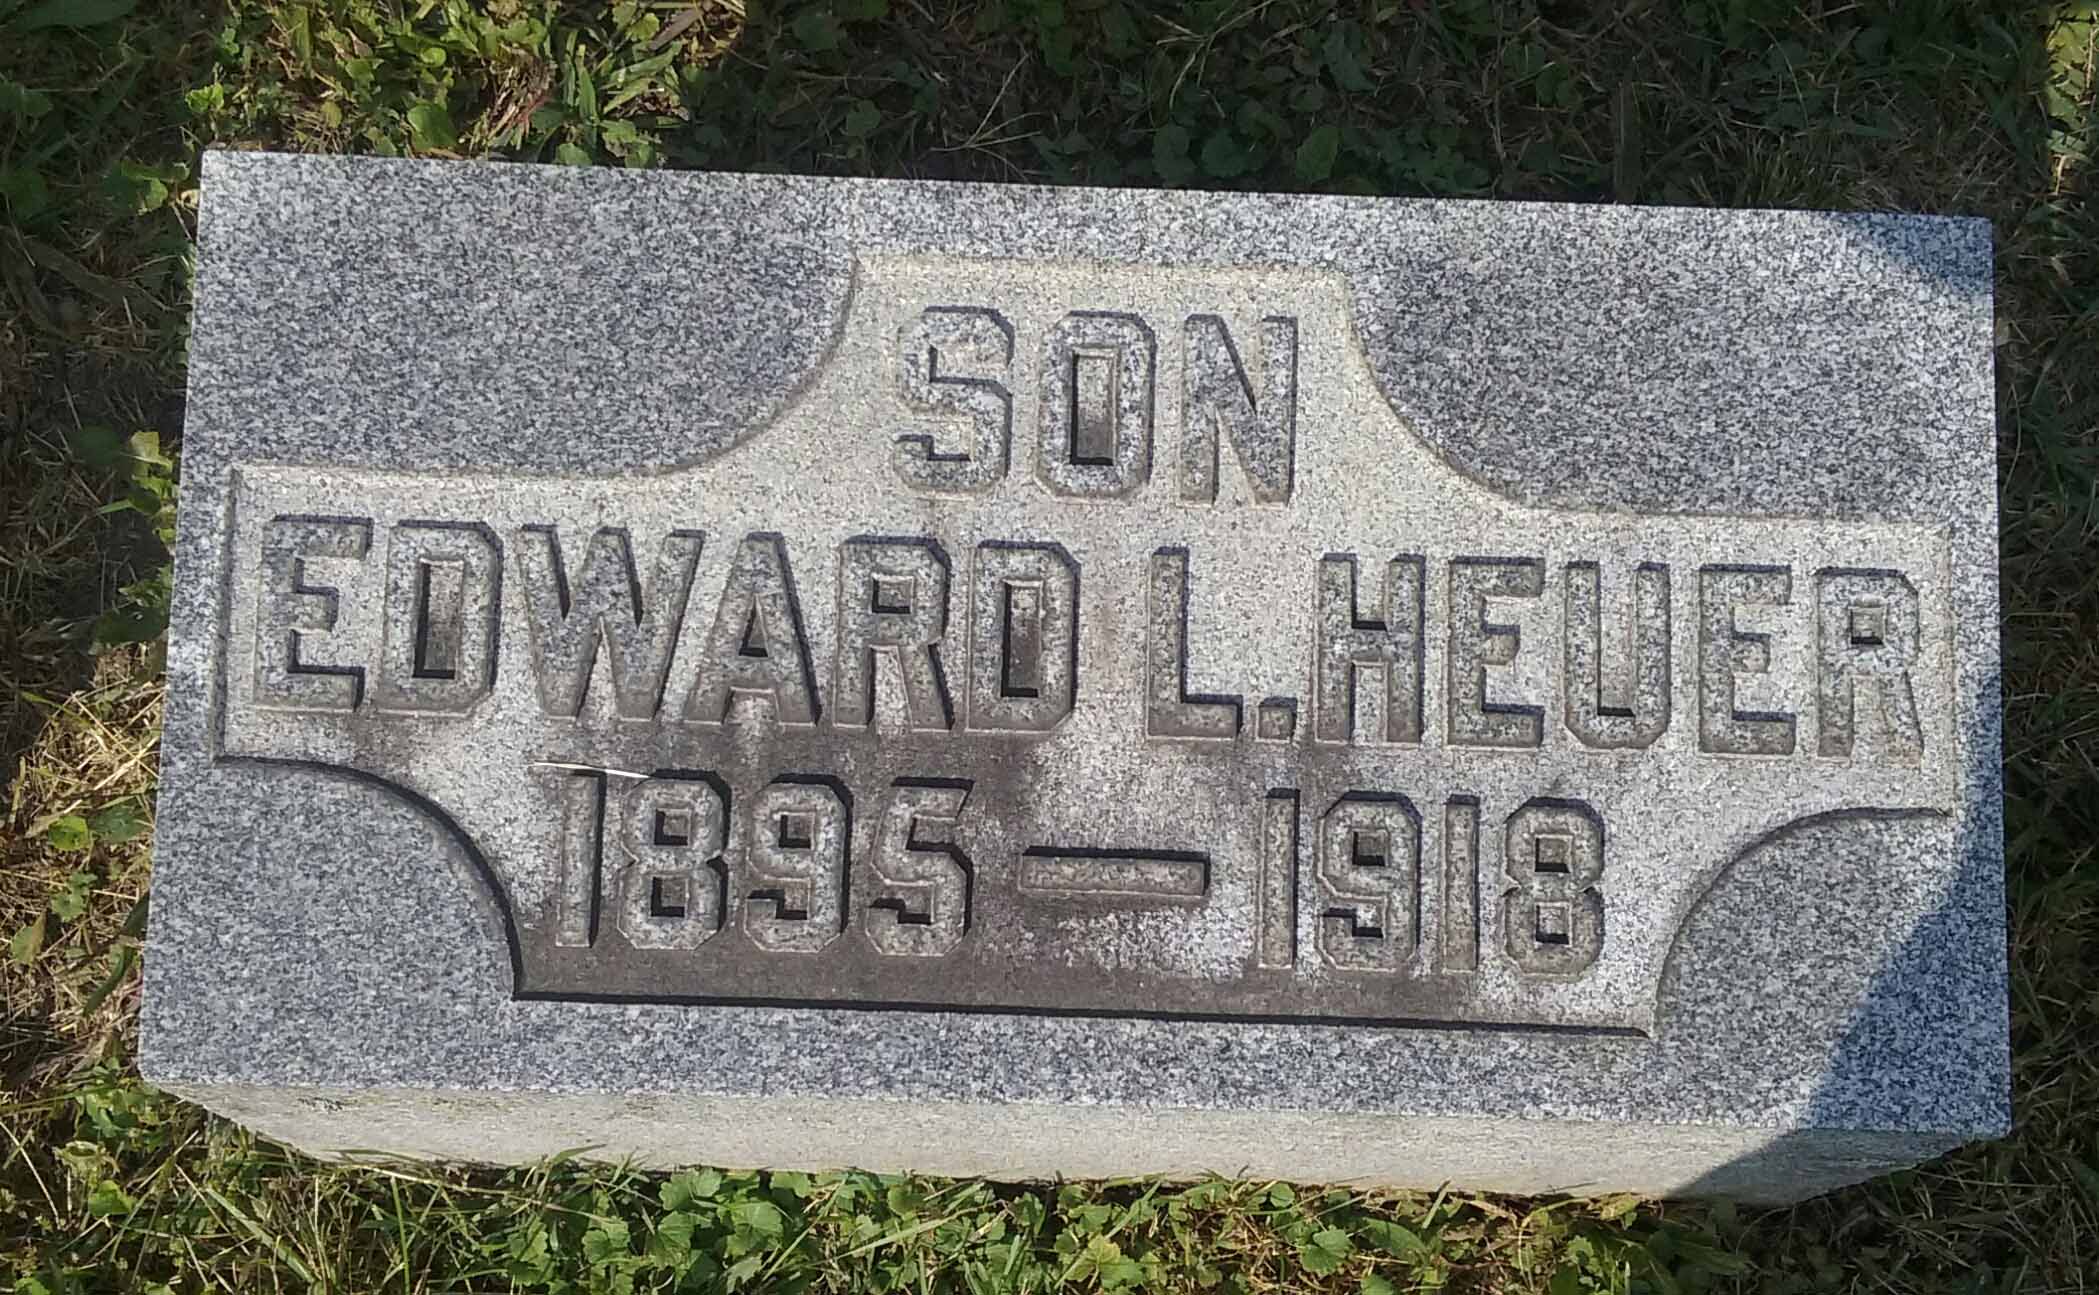 SON
EDWARD L. HEUER
1895 — 1918